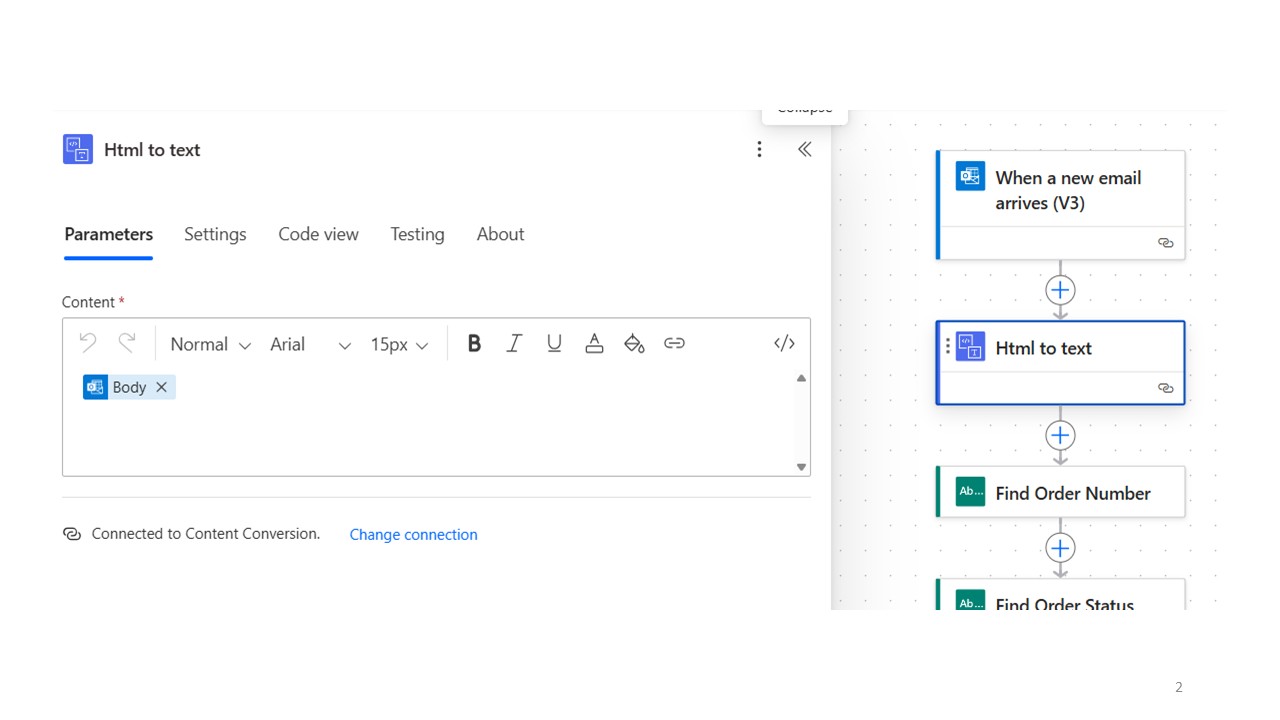 Collapse
Html to text
Parameters Settings Code view Testing About
Content *
Normal Arial 15px B I U A </>
Body ×
Connected to Content Conversion. Change connection
When a new email
arrives (V3)
Html to text
Ab... Find Order Number
Ab... Find Order Status
2